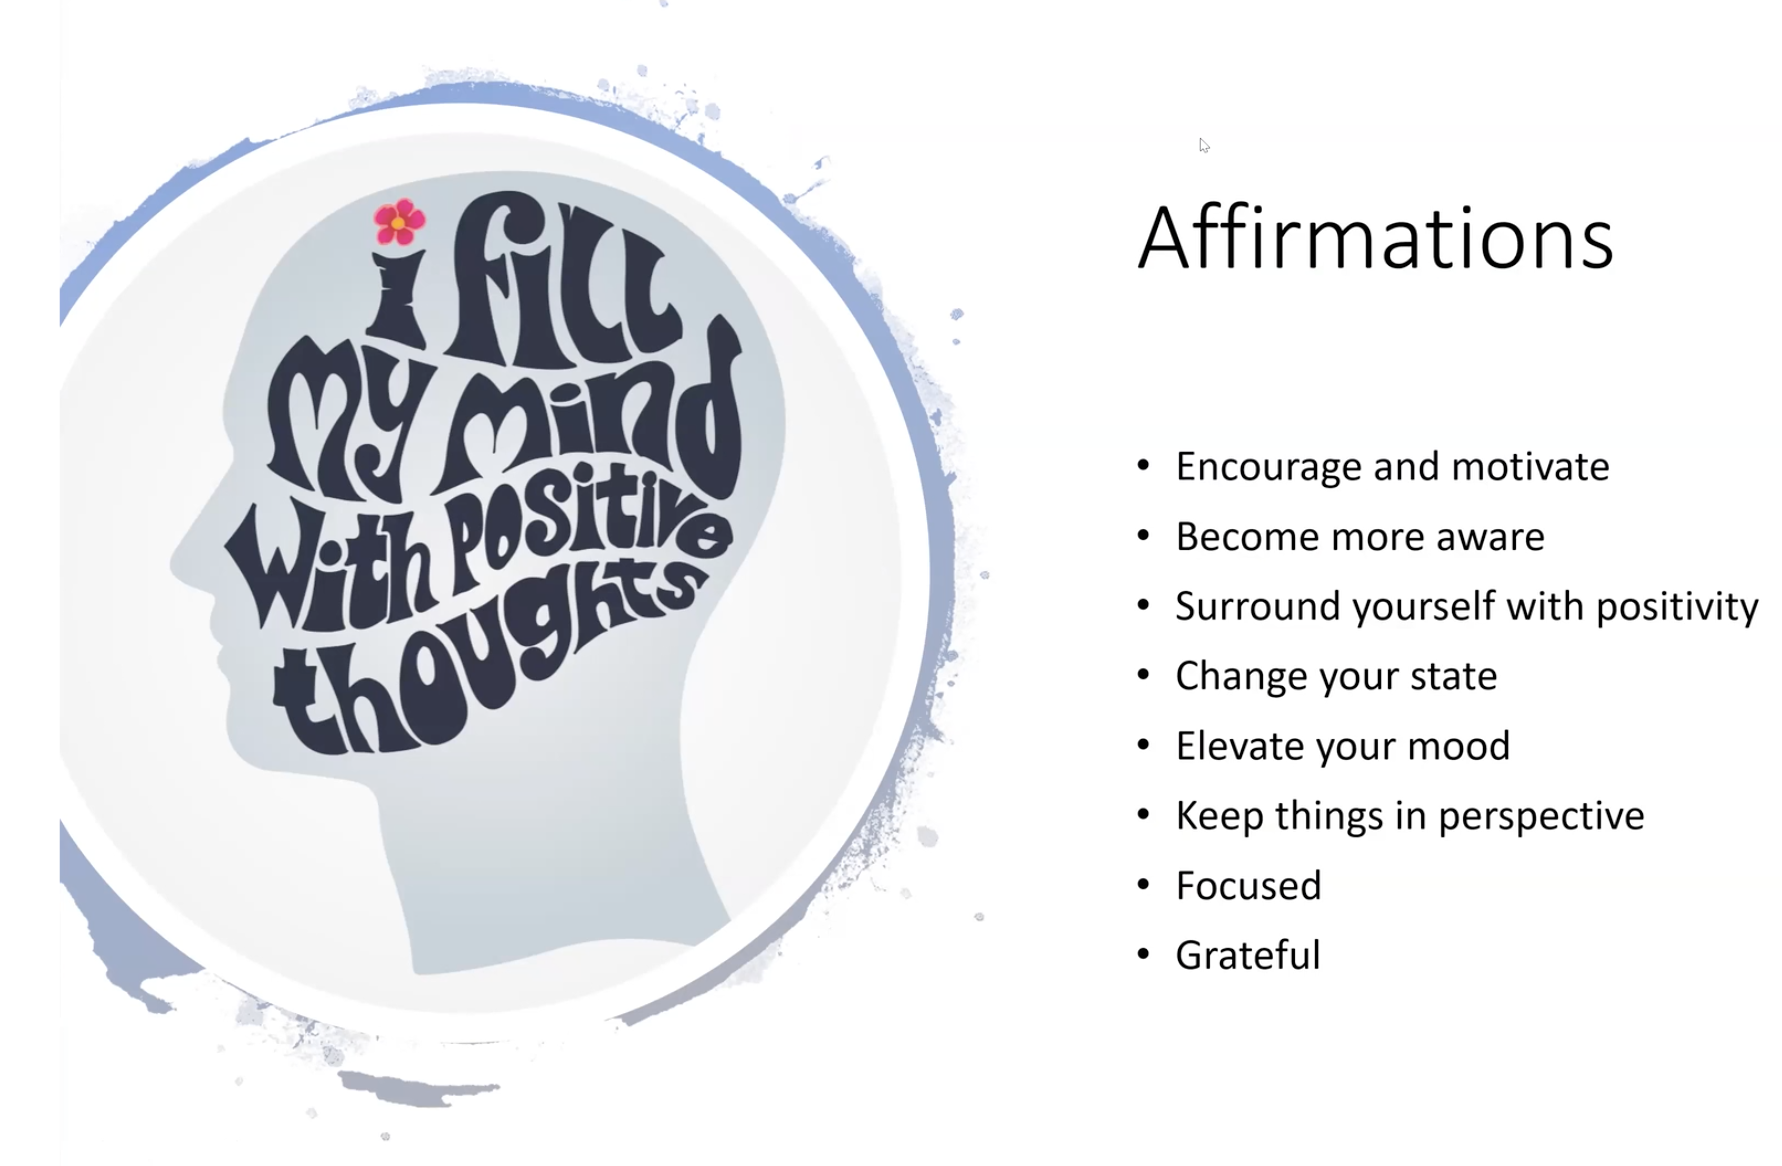 i fill
My Mind
With Positive
thoughts
Affirmations
• Encourage and motivate
• Become more aware
• Surround yourself with positivity
• Change your state
• Elevate your mood
• Keep things in perspective
• Focused
• Grateful